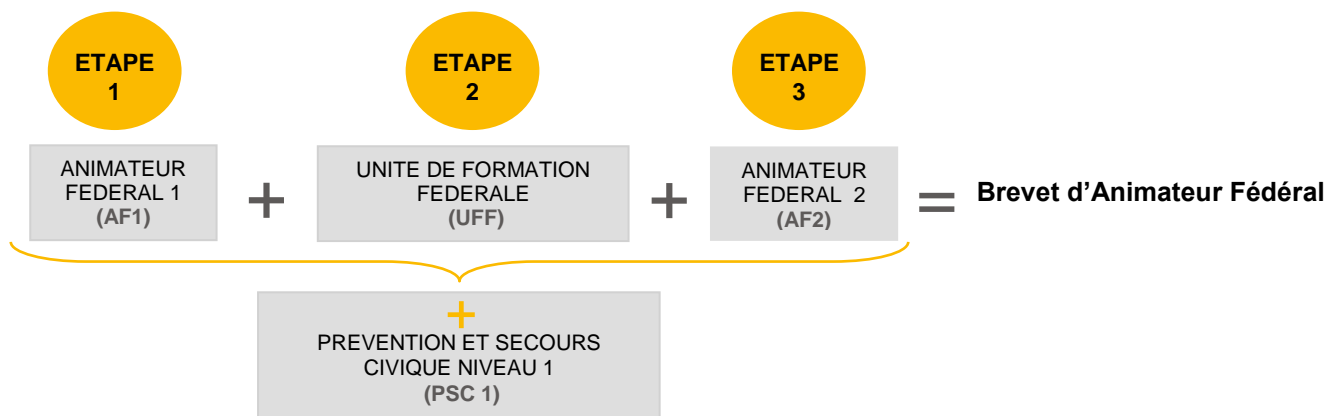 ETAPE
1
ETAPE
2
ETAPE
3
ANIMATEUR
FEDERAL 1
(AF1)
+
UNITE DE FORMATION
FEDERALE
(UFF)
+
ANIMATEUR
FEDERAL 2
(AF2)
=
Brevet d’Animateur Fédéral
+
PREVENTION ET SECOURS
CIVIQUE NIVEAU 1
(PSC 1)